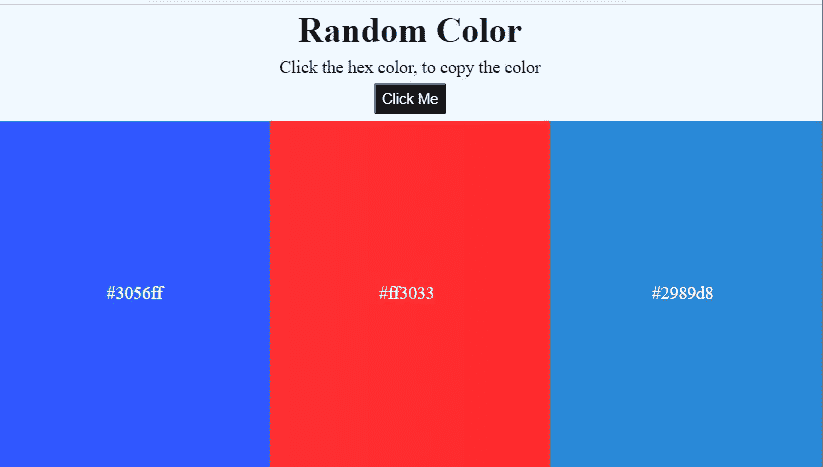 Random Color
Click the hex color, to copy the color
Click Me
#3056ff
#ff3033
#2989d8